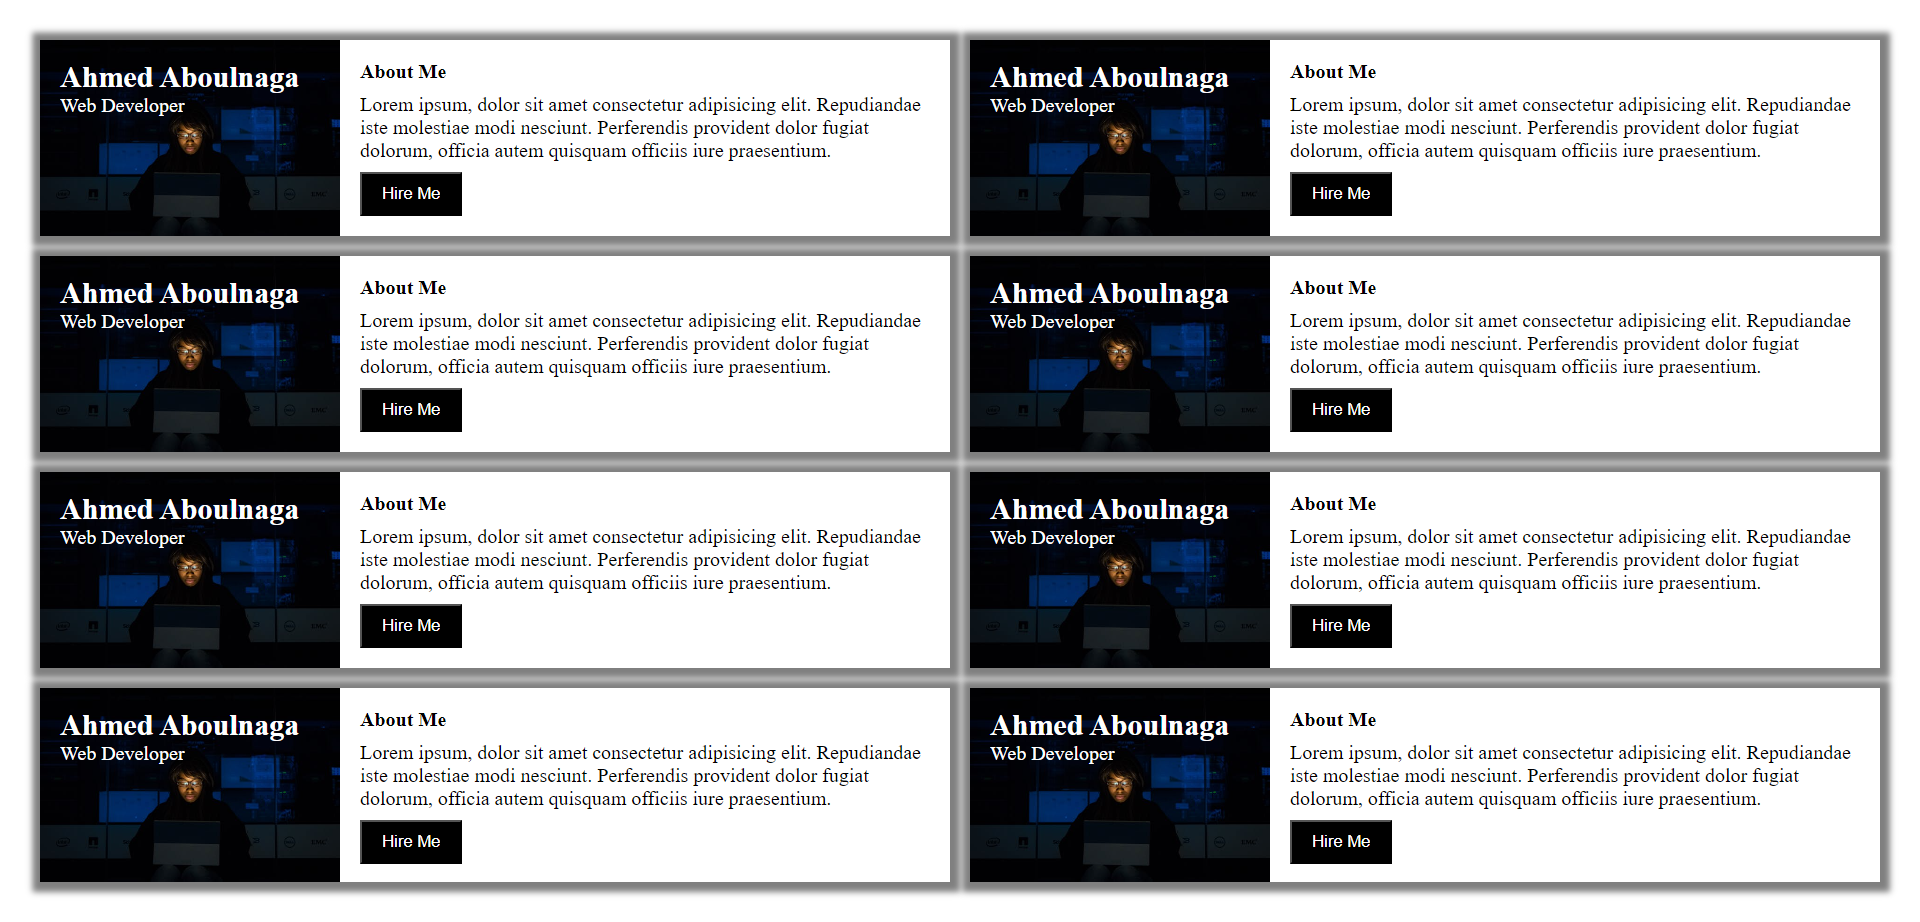 Ahmed Aboulnaga
Web Developer
About Me
Lorem ipsum, dolor sit amet consectetur adipisicing elit. Repudiandae
iste molestiae modi nesciunt. Perferendis provident dolor fugiat
dolorum, officia autem quisquam officiis iure praesentium.
Hire Me
Ahmed Aboulnaga
Web Developer
About Me
Lorem ipsum, dolor sit amet consectetur adipisicing elit. Repudiandae
iste molestiae modi nesciunt. Perferendis provident dolor fugiat
dolorum, officia autem quisquam officiis iure praesentium.
Hire Me
Ahmed Aboulnaga
Web Developer
About Me
Lorem ipsum, dolor sit amet consectetur adipisicing elit. Repudiandae
iste molestiae modi nesciunt. Perferendis provident dolor fugiat
dolorum, officia autem quisquam officiis iure praesentium.
Hire Me
Ahmed Aboulnaga
Web Developer
About Me
Lorem ipsum, dolor sit amet consectetur adipisicing elit. Repudiandae
iste molestiae modi nesciunt. Perferendis provident dolor fugiat
dolorum, officia autem quisquam officiis iure praesentium.
Hire Me
Ahmed Aboulnaga
Web Developer
About Me
Lorem ipsum, dolor sit amet consectetur adipisicing elit. Repudiandae
iste molestiae modi nesciunt. Perferendis provident dolor fugiat
dolorum, officia autem quisquam officiis iure praesentium.
Hire Me
Ahmed Aboulnaga
Web Developer
About Me
Lorem ipsum, dolor sit amet consectetur adipisicing elit. Repudiandae
iste molestiae modi nesciunt. Perferendis provident dolor fugiat
dolorum, officia autem quisquam officiis iure praesentium.
Hire Me
Ahmed Aboulnaga
Web Developer
About Me
Lorem ipsum, dolor sit amet consectetur adipisicing elit. Repudiandae
iste molestiae modi nesciunt. Perferendis provident dolor fugiat
dolorum, officia autem quisquam officiis iure praesentium.
Hire Me
Ahmed Aboulnaga
Web Developer
About Me
Lorem ipsum, dolor sit amet consectetur adipisicing elit. Repudiandae
iste molestiae modi nesciunt. Perferendis provident dolor fugiat
dolorum, officia autem quisquam officiis iure praesentium.
Hire Me